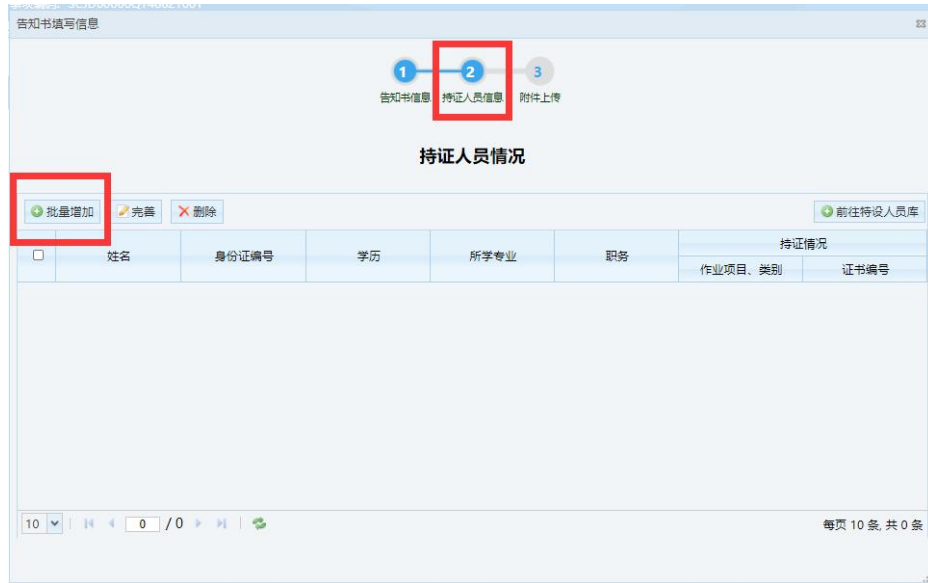 告知书填写信息
1 2 3
告知书信息 持证人员信息 附件上传
持证人员情况
批量增加 完善 删除 前往特设人员库
姓名 身份证编号 学历 所学专业 职务 持证情况
作业项目、类别 证书编号
10 0 / 0 每页 10 条, 共 0 条